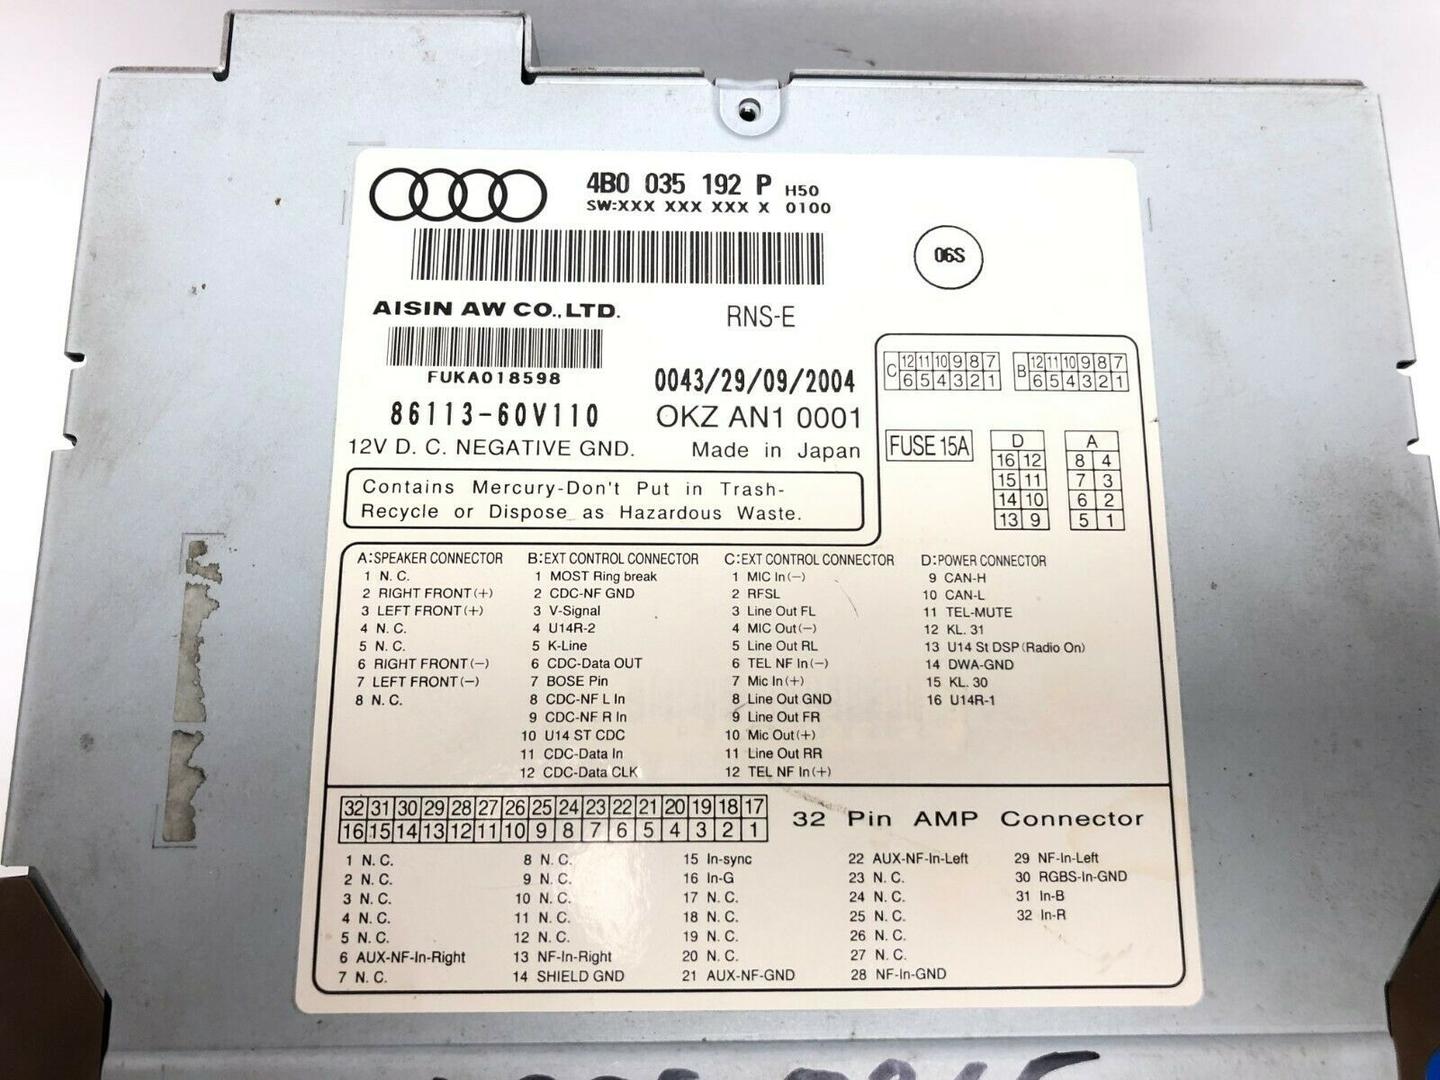 4B0 035 192 P H50
SW:XXX XXX XXX X 0100
06S
AISIN AW CO.,LTD.
RNS-E
FUKA018598
0043/29/09/2004
86113-60V110
OKZ AN1 0001
12V D. C. NEGATIVE GND.
Made in Japan
Contains Mercury-Don't Put in Trash-
Recycle or Dispose as Hazardous Waste.
C 12 11 10 9 8 7
6 5 4 3 2 1
B 12 11 10 9 8 7
6 5 4 3 2 1
FUSE 15A
D
16 12
15 11
14 10
13 9
A
8 4
7 3
6 2
5 1
A:SPEAKER CONNECTOR
1 N. C.
2 RIGHT FRONT(+)
3 LEFT FRONT(+)
4 N. C.
5 N. C.
6 RIGHT FRONT(-)
7 LEFT FRONT(-)
8 N. C.
B:EXT CONTROL CONNECTOR
1 MOST Ring break
2 CDC-NF GND
3 V-Signal
4 U14R-2
5 K-Line
6 CDC-Data OUT
7 BOSE Pin
8 CDC-NF L In
9 CDC-NF R In
10 U14 ST CDC
11 CDC-Data In
12 CDC-Data CLK
C:EXT CONTROL CONNECTOR
1 MIC In(-)
2 RFSL
3 Line Out FL
4 MIC Out(-)
5 Line Out RL
6 TEL NF In(-)
7 Mic In(+)
8 Line Out GND
9 Line Out FR
10 Mic Out(+)
11 Line Out RR
12 TEL NF In(+)
D:POWER CONNECTOR
9 CAN-H
10 CAN-L
11 TEL-MUTE
12 KL. 31
13 U14 St DSP (Radio On)
14 DWA-GND
15 KL. 30
16 U14R-1
32 31 30 29 28 27 26 25 24 23 22 21 20 19 18 17
16 15 14 13 12 11 10 9 8 7 6 5 4 3 2 1
32 Pin AMP Connector
1 N. C.
2 N. C.
3 N. C.
4 N. C.
5 N. C.
6 AUX-NF-In-Right
7 N. C.
8 N. C.
9 N. C.
10 N. C.
11 N. C.
12 N. C.
13 NF-In-Right
14 SHIELD GND
15 In-sync
16 In-G
17 N. C.
18 N. C.
19 N. C.
20 N. C.
21 AUX-NF-GND
22 AUX-NF-In-Left
23 N. C.
24 N. C.
25 N. C.
26 N. C.
27 N. C.
28 NF-In-GND
29 NF-In-Left
30 RGBS-In-GND
31 In-B
32 In-R